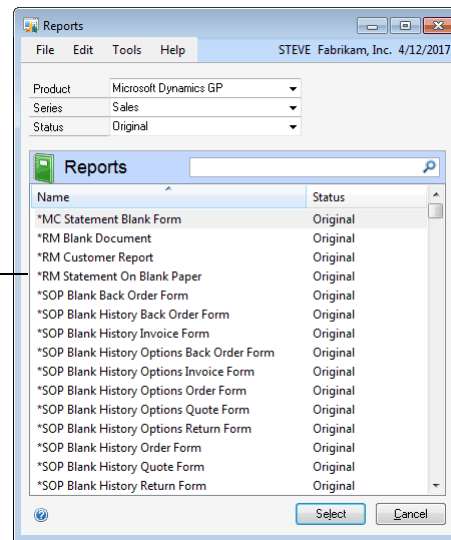 Reports
File Edit Tools Help STEVE Fabrikam, Inc. 4/12/2017
Product Microsoft Dynamics GP
Series Sales
Status Original
Reports
Name Status
*MC Statement Blank Form Original
*RM Blank Document Original
*RM Customer Report Original
*RM Statement On Blank Paper Original
*SOP Blank Back Order Form Original
*SOP Blank History Back Order Form Original
*SOP Blank History Invoice Form Original
*SOP Blank History Options Back Order Form Original
*SOP Blank History Options Invoice Form Original
*SOP Blank History Options Order Form Original
*SOP Blank History Options Quote Form Original
*SOP Blank History Options Return Form Original
*SOP Blank History Order Form Original
*SOP Blank History Quote Form Original
*SOP Blank History Return Form Original
Select Cancel